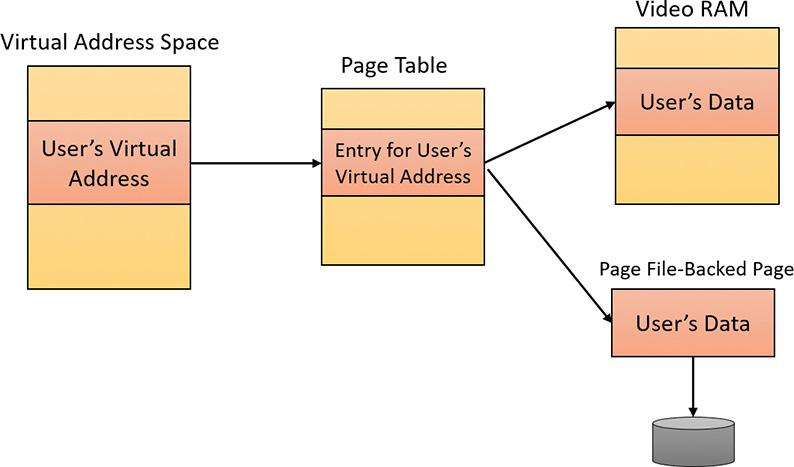 Virtual Address Space
User’s Virtual
Address
Page Table
Entry for User’s
Virtual Address
Video RAM
User’s Data
Page File-Backed Page
User’s Data